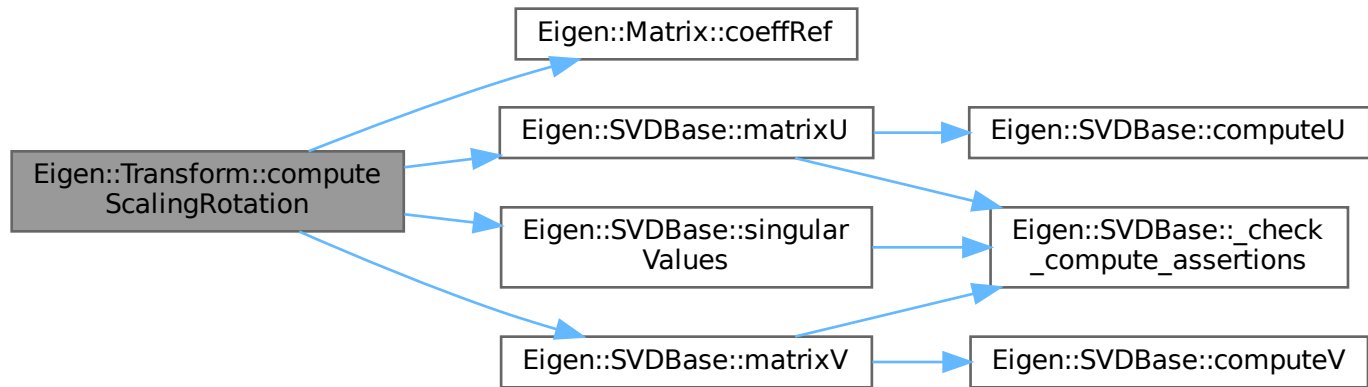 Eigen::Transform::compute
ScalingRotation
Eigen::Matrix::coeffRef
Eigen::SVDBase::matrixU
Eigen::SVDBase::singular
Values
Eigen::SVDBase::matrixV
Eigen::SVDBase::computeU
Eigen::SVDBase::_check
_compute_assertions
Eigen::SVDBase::computeV